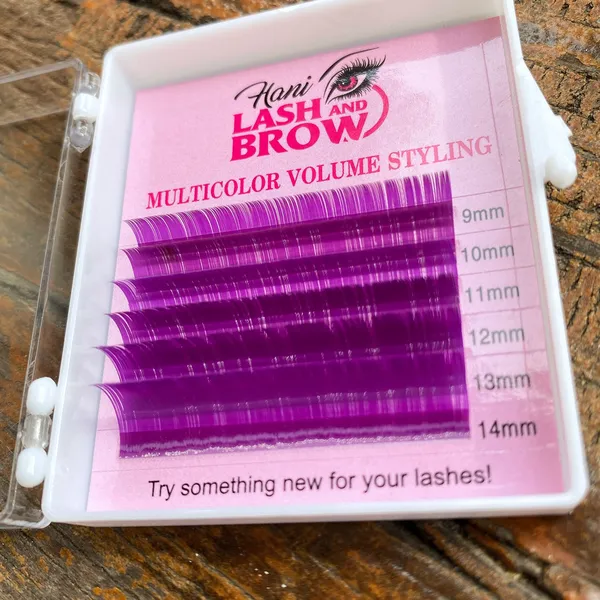 Hani
LASH AND
BROW
MULTICOLOR VOLUME STYLING
9mm
10mm
11mm
12mm
13mm
14mm
Try something new for your lashes!